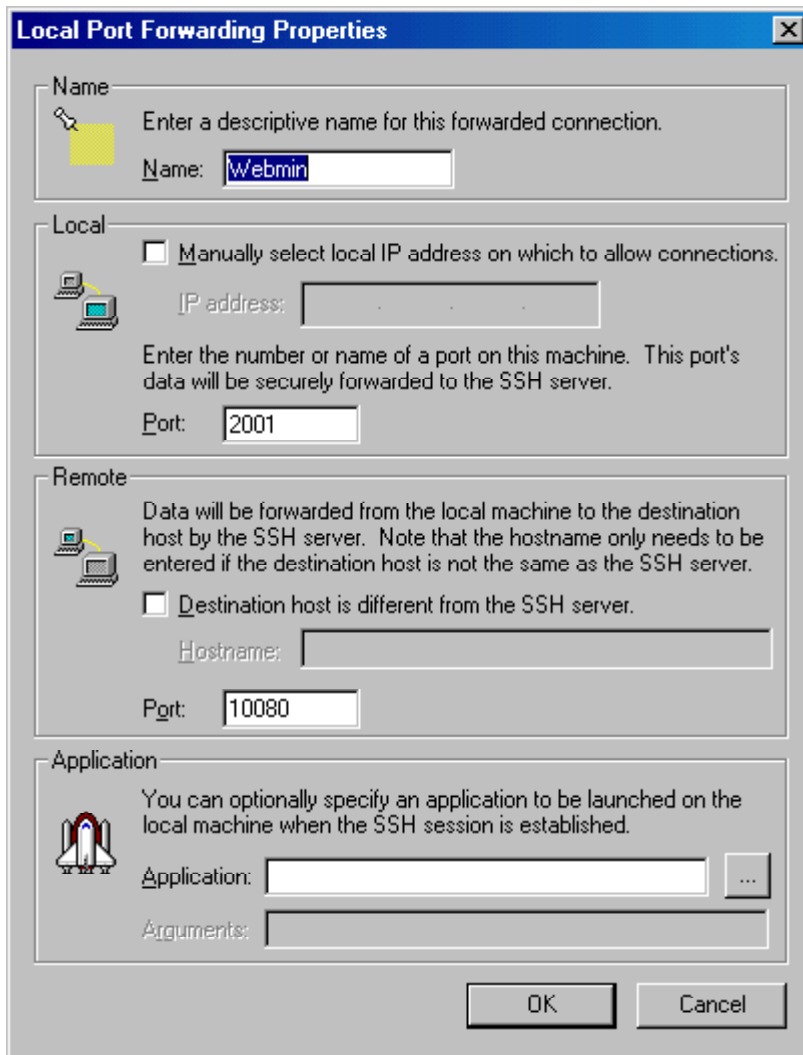 Local Port Forwarding Properties
Name
Enter a descriptive name for this forwarded connection.
Name: Webmin
Local
Manually select local IP address on which to allow connections.
IP address: . . .
Enter the number or name of a port on this machine. This port's
data will be securely forwarded to the SSH server.
Port: 2001
Remote
Data will be forwarded from the local machine to the destination
host by the SSH server. Note that the hostname only needs to be
entered if the destination host is not the same as the SSH server.
Destination host is different from the SSH server.
Hostname:
Port: 10080
Application
You can optionally specify an application to be launched on the
local machine when the SSH session is established.
Application: ...
Arguments:
OK Cancel